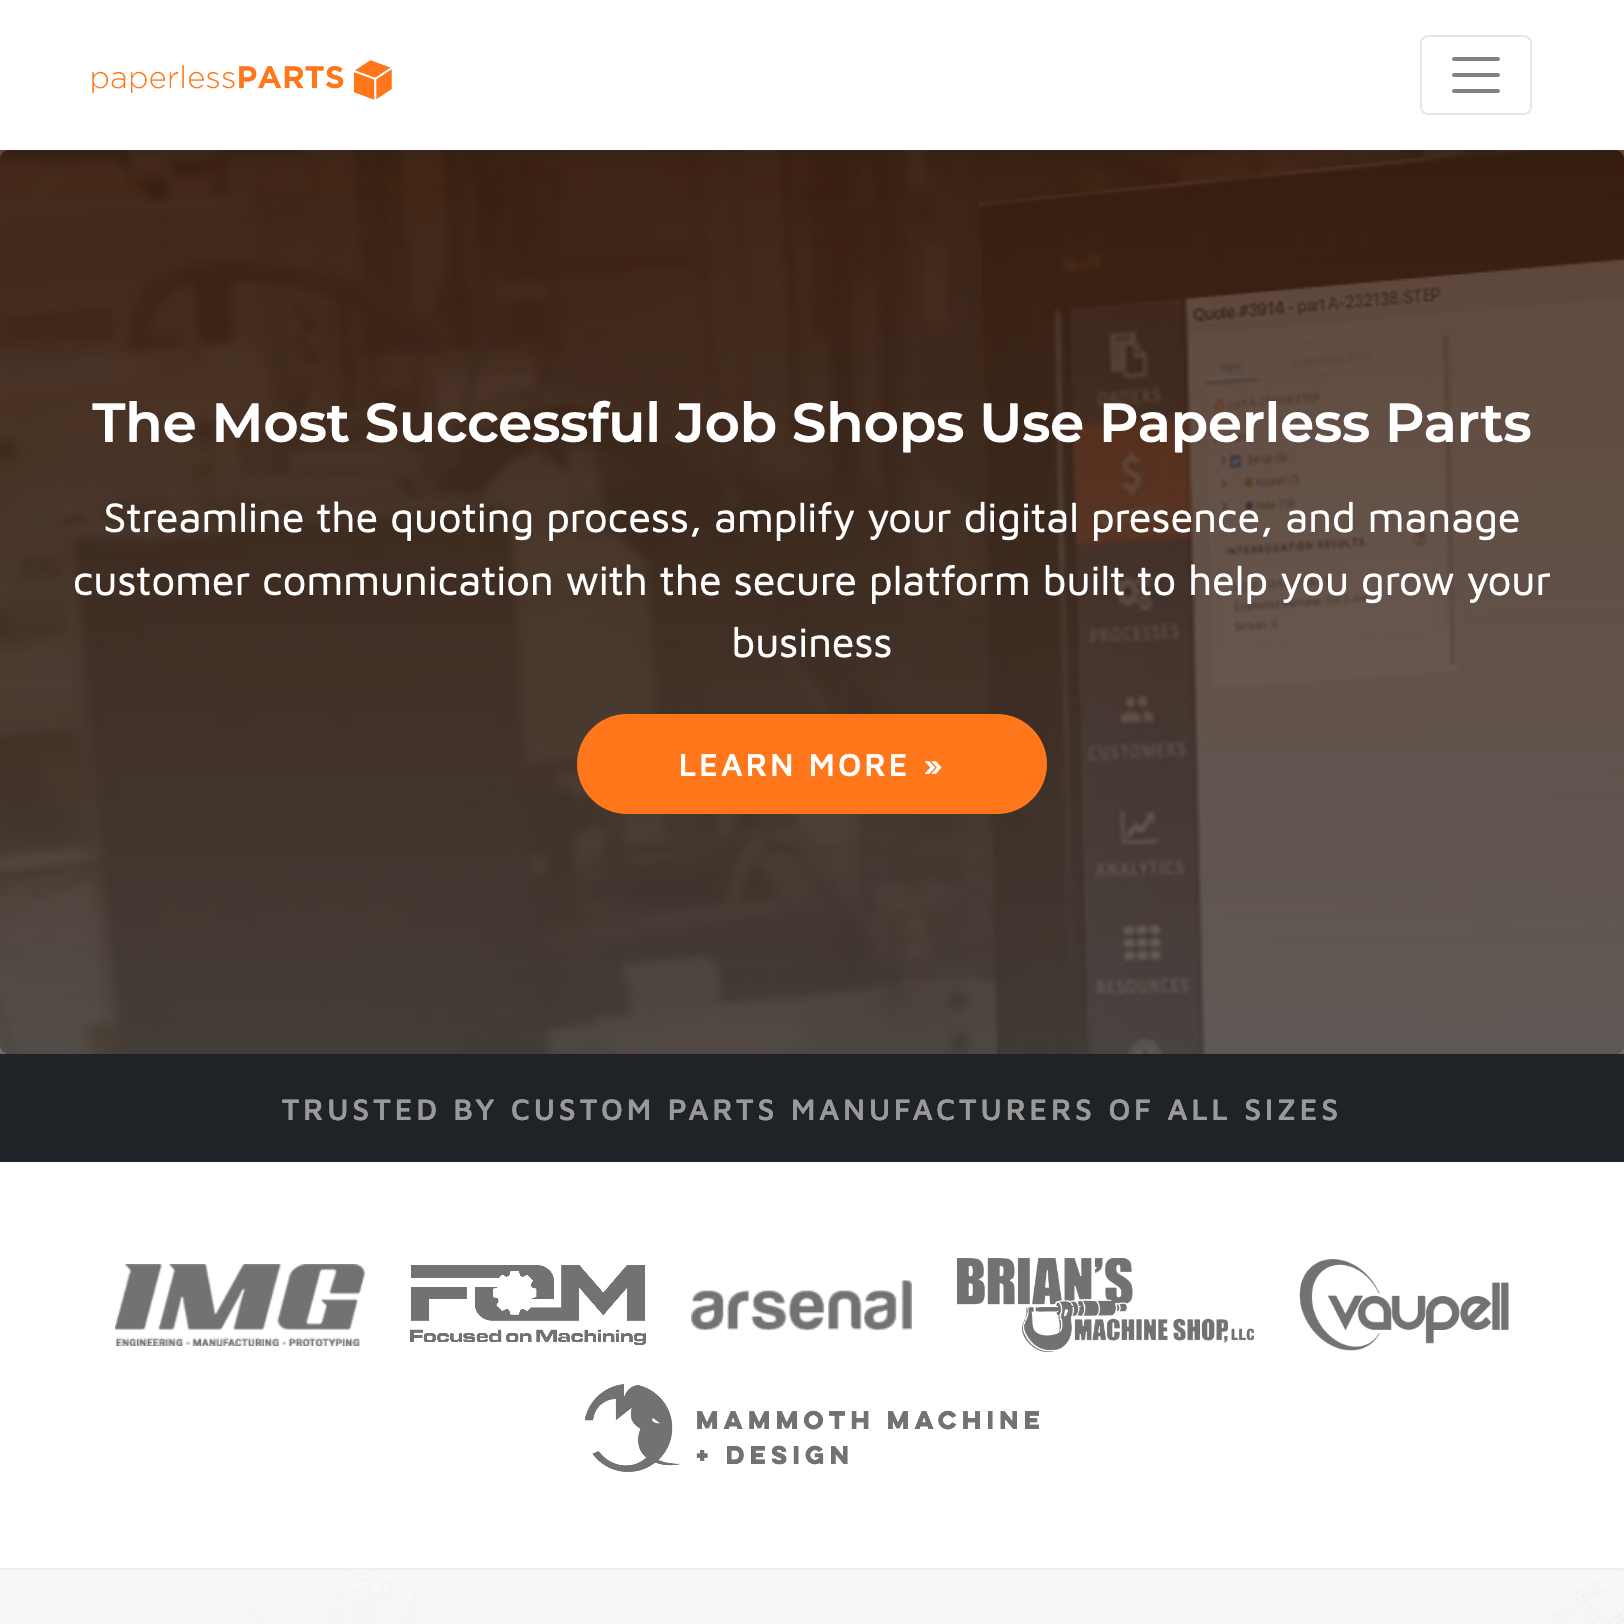 paperlessPARTS
The Most Successful Job Shops Use Paperless Parts
Streamline the quoting process, amplify your digital presence, and manage
customer communication with the secure platform built to help you grow your
business
LEARN MORE »
Quote #3914 - part A-232138.STEP
Part
ORDERS
$
INTERROGATION RESULTS
PROCESSES
CUSTOMERS
ANALYTICS
RESOURCES
TRUSTED BY CUSTOM PARTS MANUFACTURERS OF ALL SIZES
IMG
ENGINEERING - MANUFACTURING - PROTOTYPING
FOM
Focused on Machining
arsenal
BRIAN'S
MACHINE SHOP, LLC
vaupell
MAMMOTH MACHINE
+ DESIGN